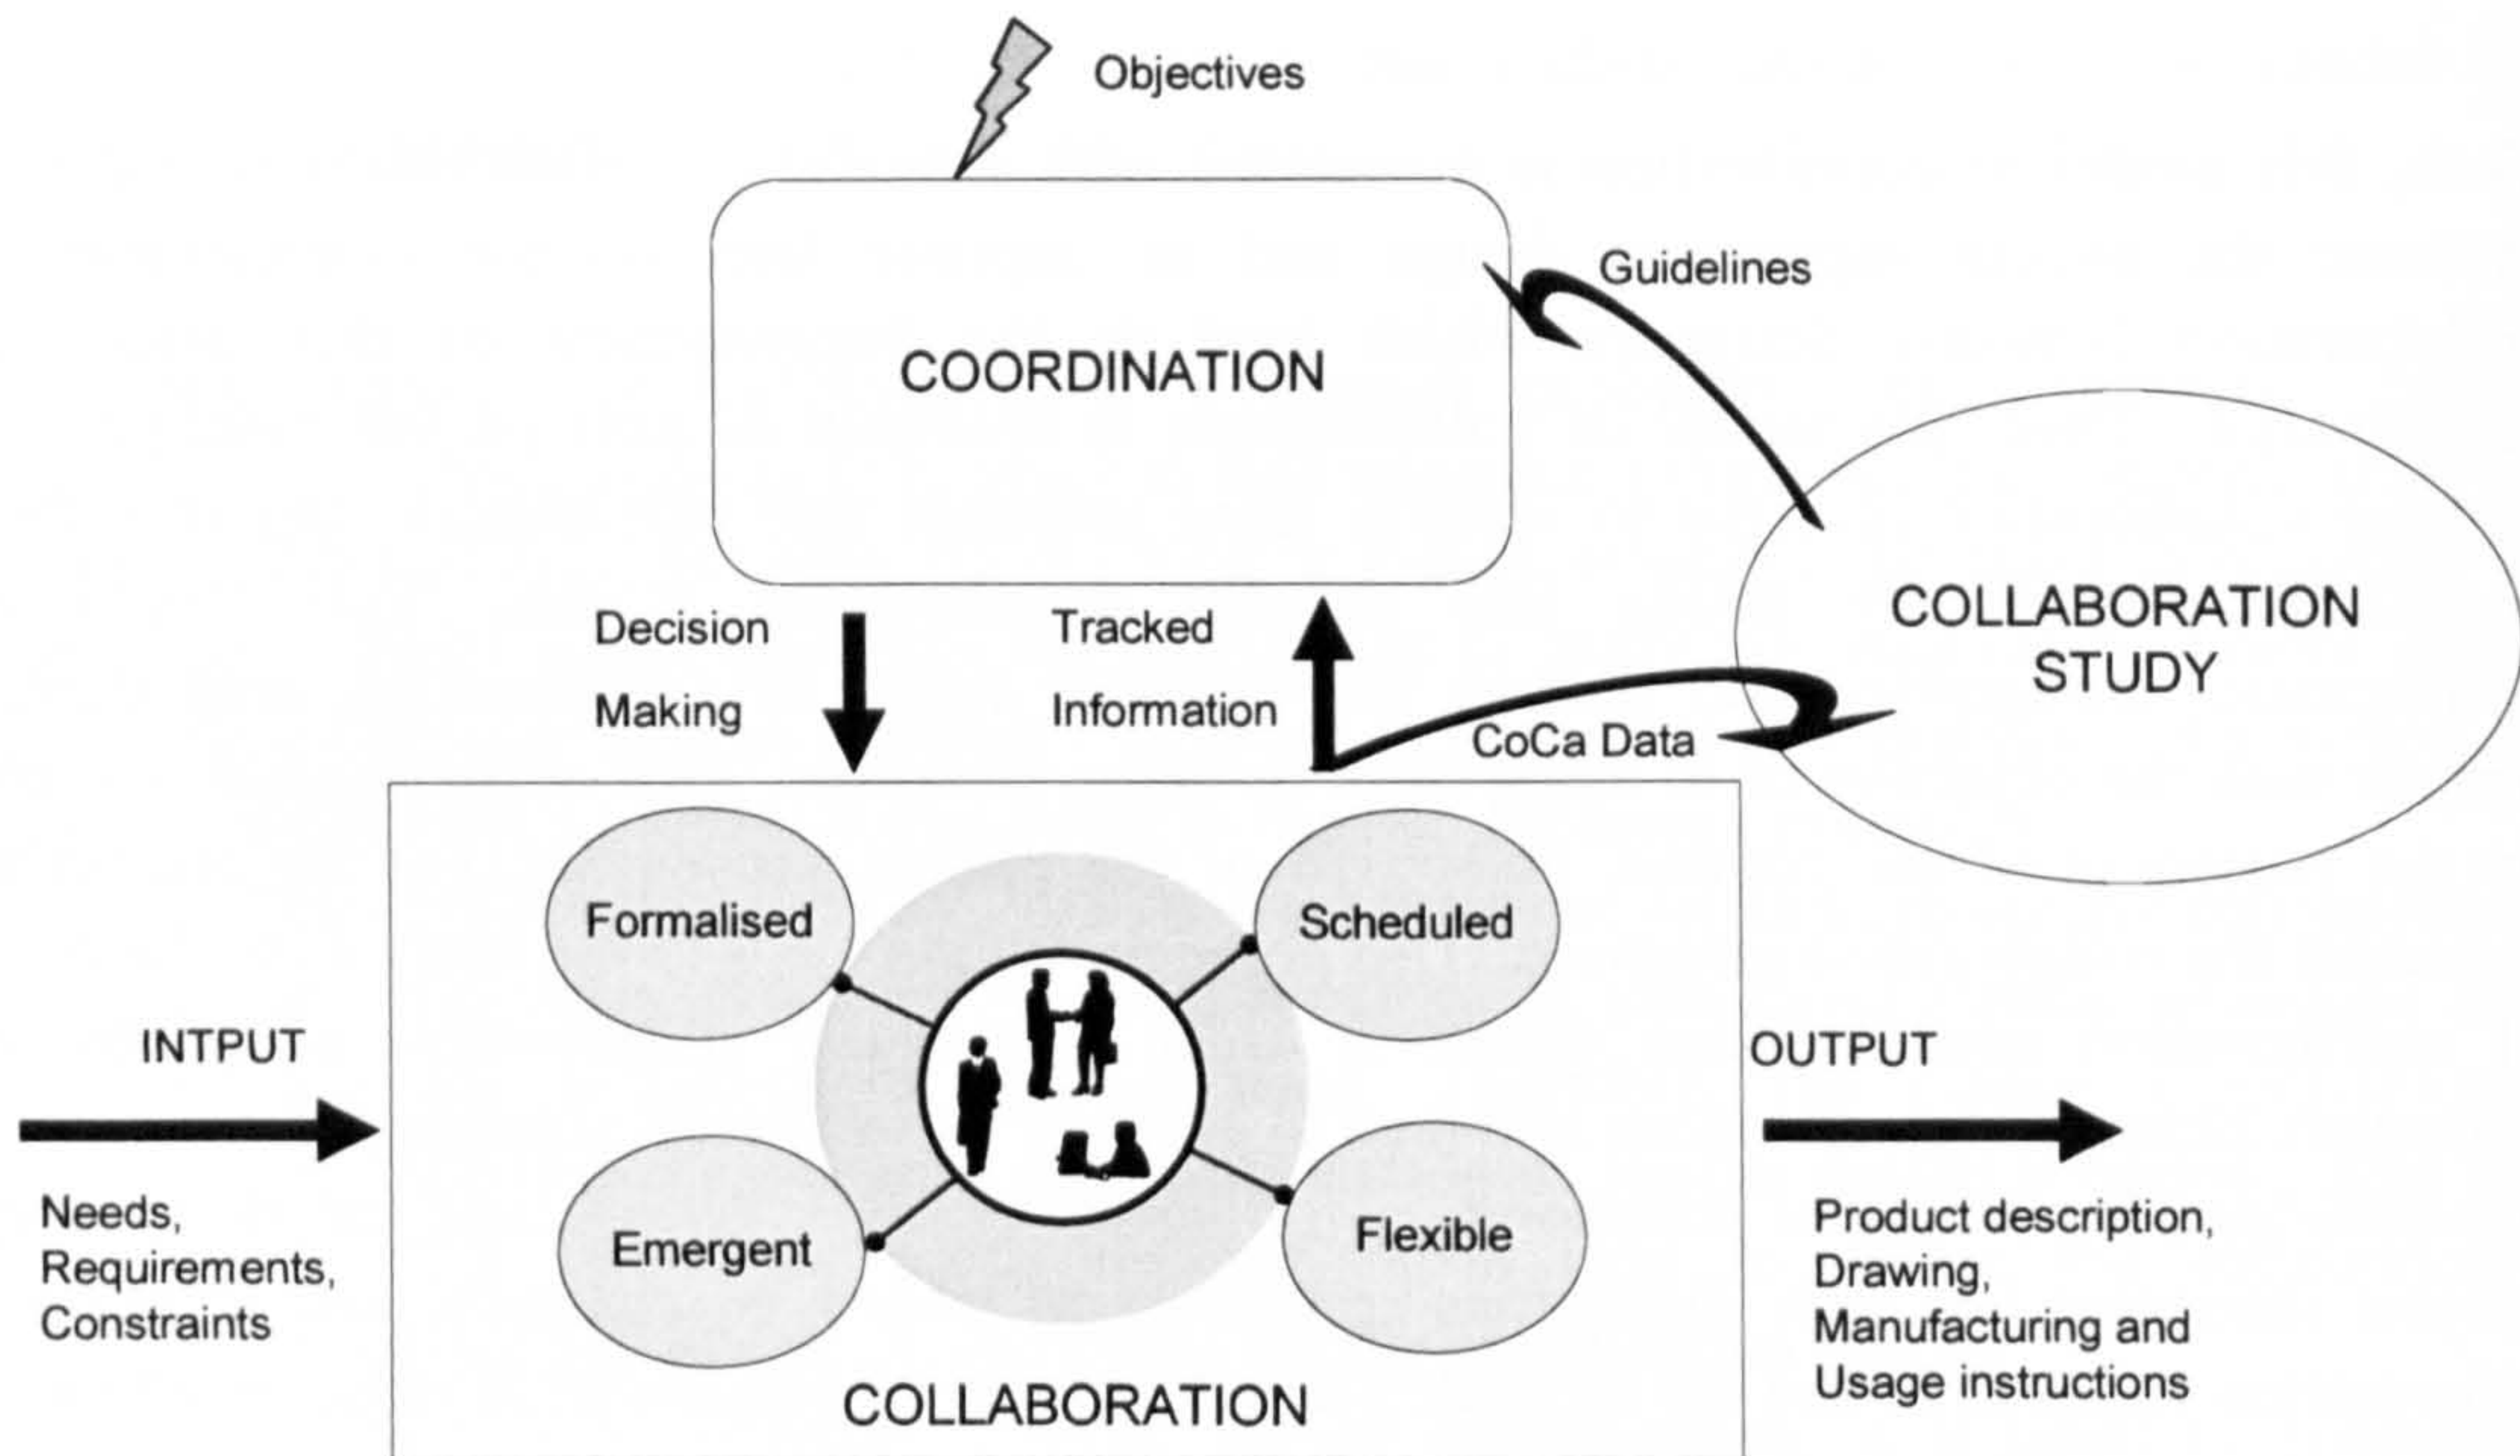 Objectives
Guidelines
COORDINATION
COLLABORATION
STUDY
Decision
Making
Tracked
Information
CoCa Data
Formalised
Scheduled
INTPUT
OUTPUT
Needs,
Requirements,
Constraints
Emergent
Flexible
Product description,
Drawing,
Manufacturing and
Usage instructions
COLLABORATION